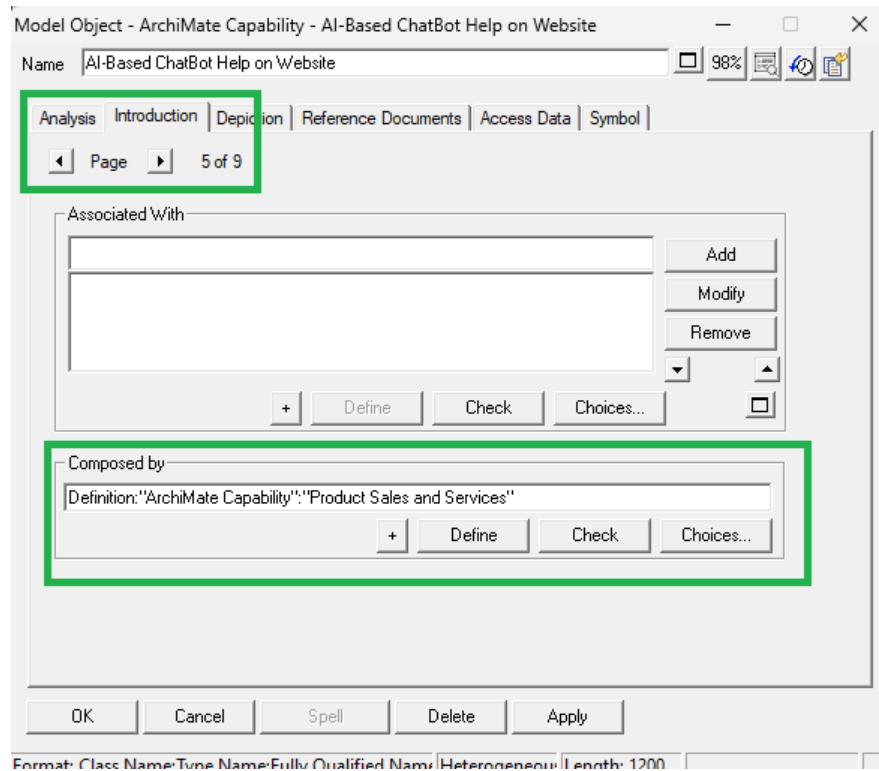 Model Object - ArchiMate Capability - AI-Based ChatBot Help on Website
Name AI-Based ChatBot Help on Website 98%
Analysis Introduction Depiction Reference Documents Access Data Symbol
Page 5 of 9
Associated With
Add
Modify
Remove
+ Define Check Choices...
Composed by
Definition:"ArchiMate Capability":"Product Sales and Services"
+ Define Check Choices...
OK Cancel Spell Delete Apply
Format: Class Name:Type Name:Fully Qualified Name Heterogeneous Length: 1200